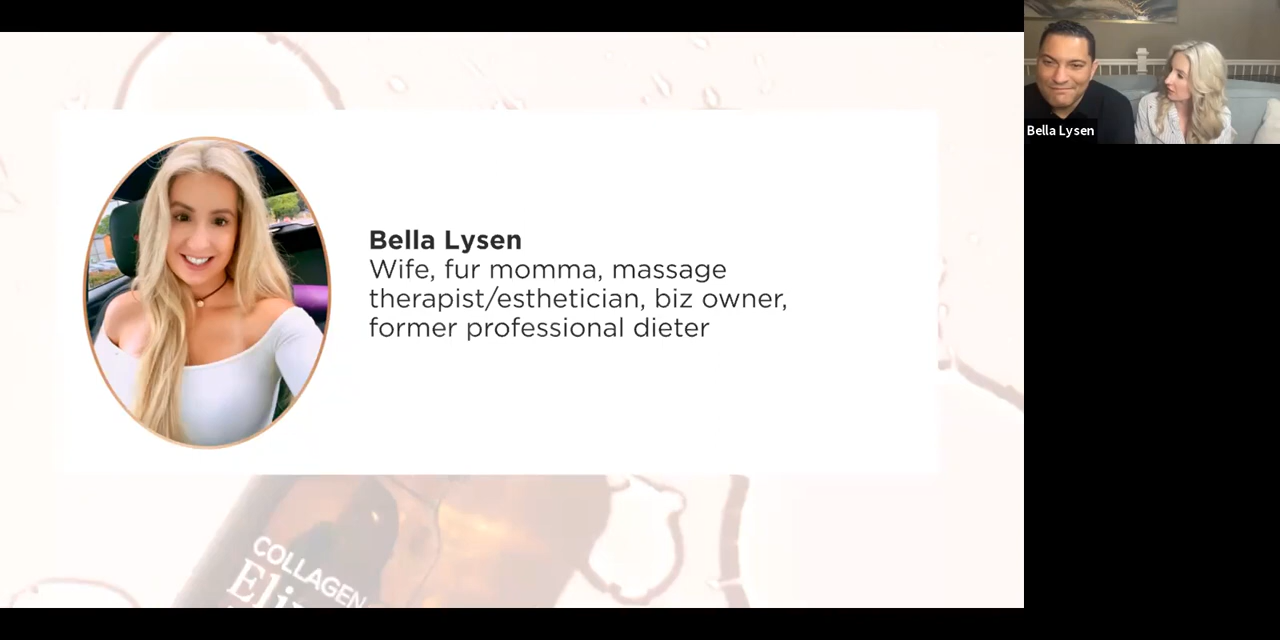 Bella Lysen
Wife, fur momma, massage
therapist/esthetician, biz owner,
former professional dieter
Bella Lysen
COLLAGEN